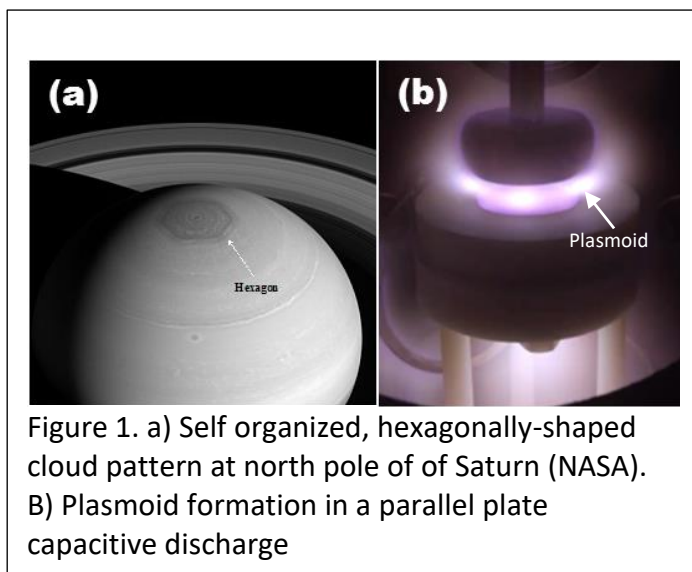 (a)
(b)
Hexagon
Plasmoid
Figure 1. a) Self organized, hexagonally-shaped
cloud pattern at north pole of of Saturn (NASA).
B) Plasmoid formation in a parallel plate
capacitive discharge